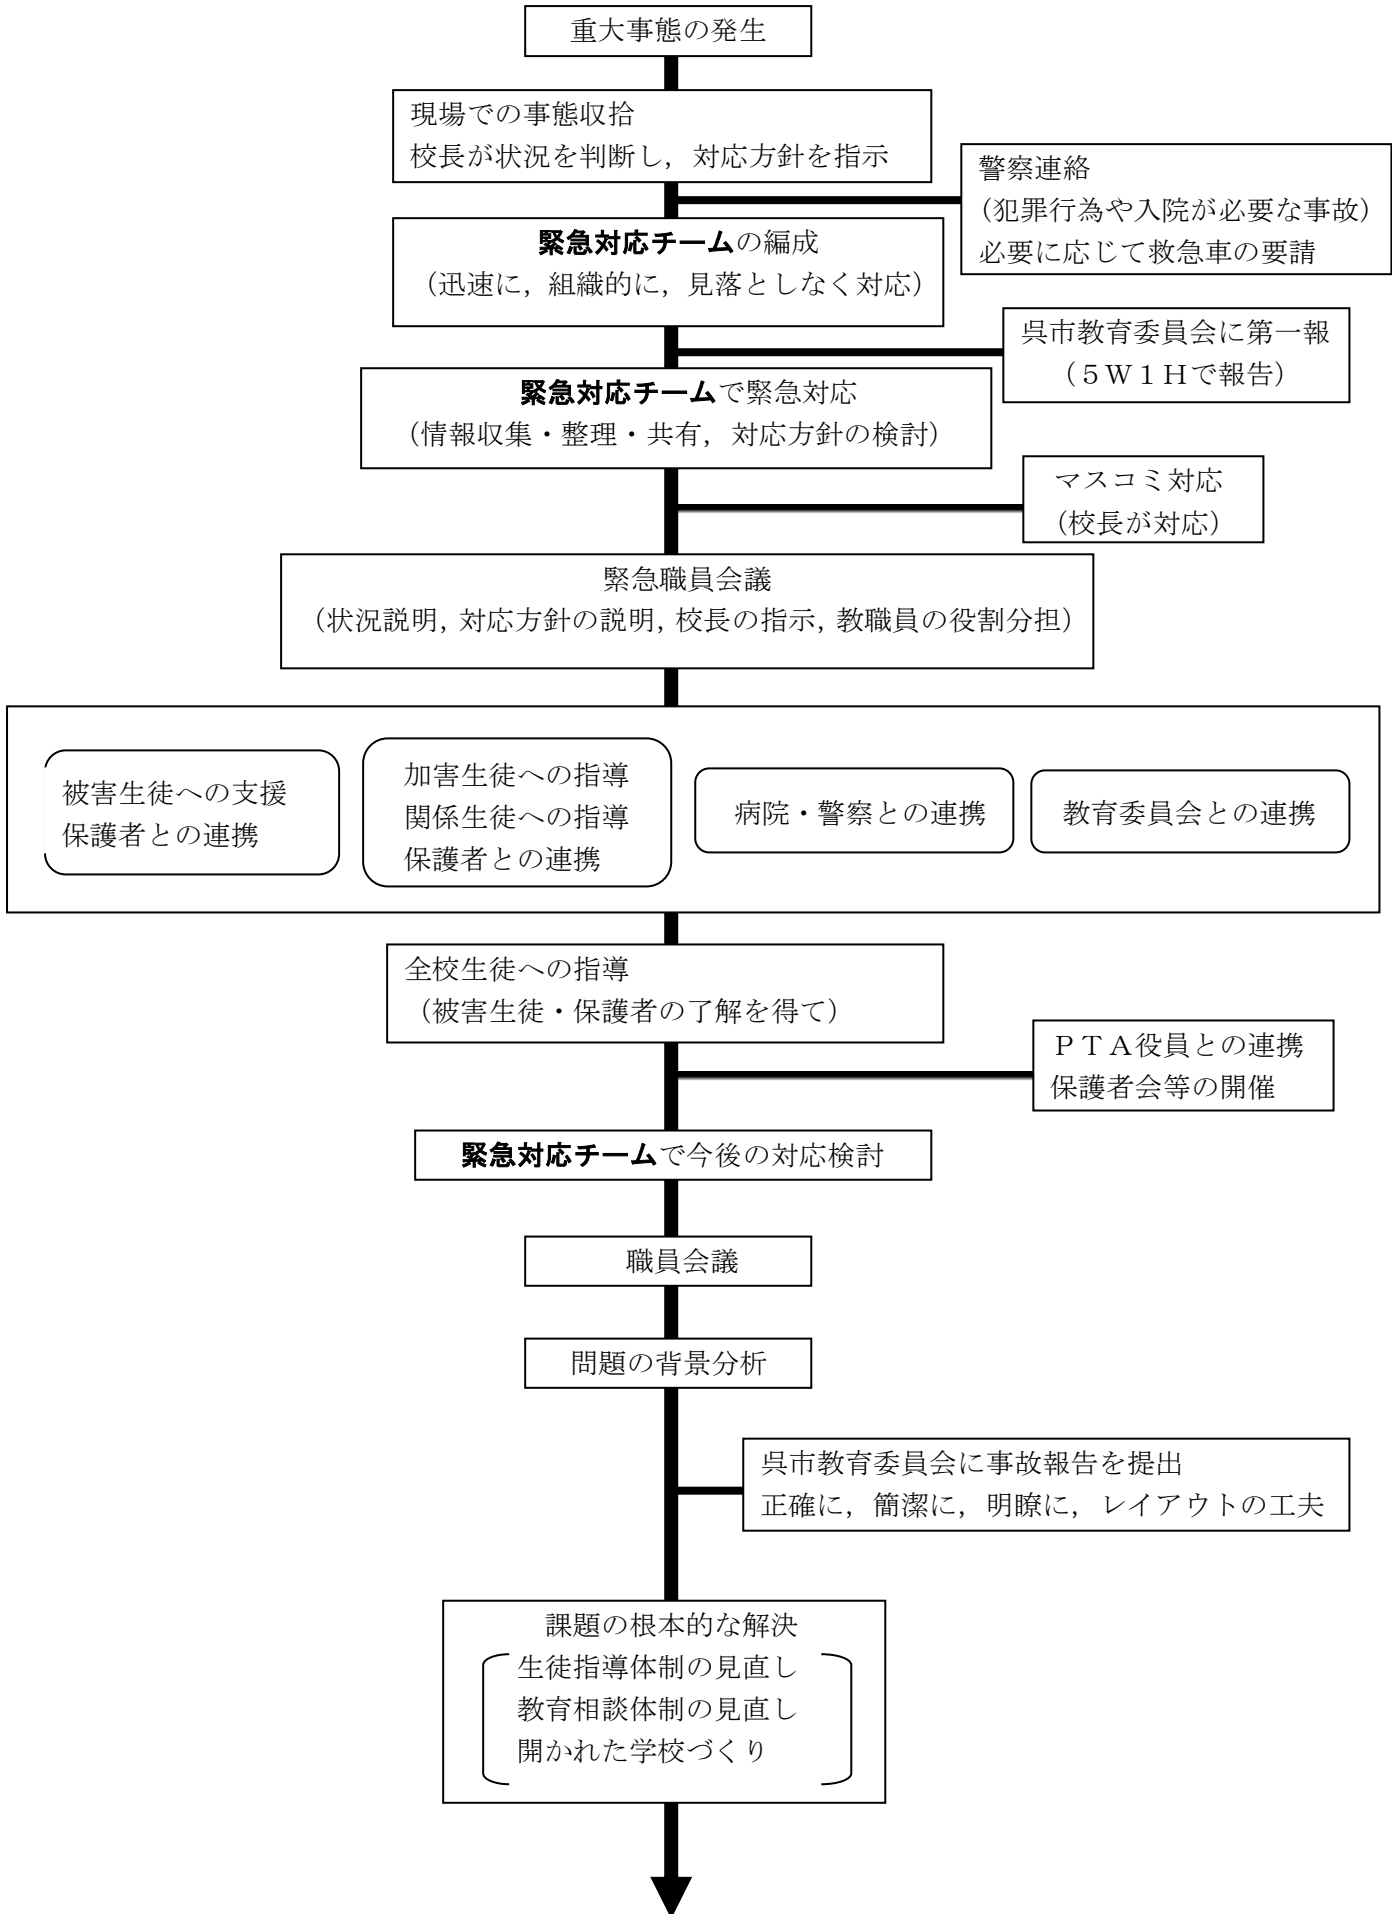 重大事態の発生
現場での事態収拾
校長が状況を判断し，対応方針を指示
警察連絡
（犯罪行為や入院が必要な事故）
必要に応じて救急車の要請
緊急対応チームの編成
（迅速に，組織的に，見落としなく対応）
呉市教育委員会に第一報
（５Ｗ１Ｈで報告）
緊急対応チームで緊急対応
（情報収集・整理・共有，対応方針の検討）
マスコミ対応
（校長が対応）
緊急職員会議
（状況説明，対応方針の説明，校長の指示，教職員の役割分担）
被害生徒への支援
保護者との連携
加害生徒への指導
関係生徒への指導
保護者との連携
病院・警察との連携
教育委員会との連携
全校生徒への指導
（被害生徒・保護者の了解を得て）
ＰＴＡ役員との連携
保護者会等の開催
緊急対応チームで今後の対応検討
職員会議
問題の背景分析
呉市教育委員会に事故報告を提出
正確に，簡潔に，明瞭に，レイアウトの工夫
課題の根本的な解決
生徒指導体制の見直し
教育相談体制の見直し
開かれた学校づくり